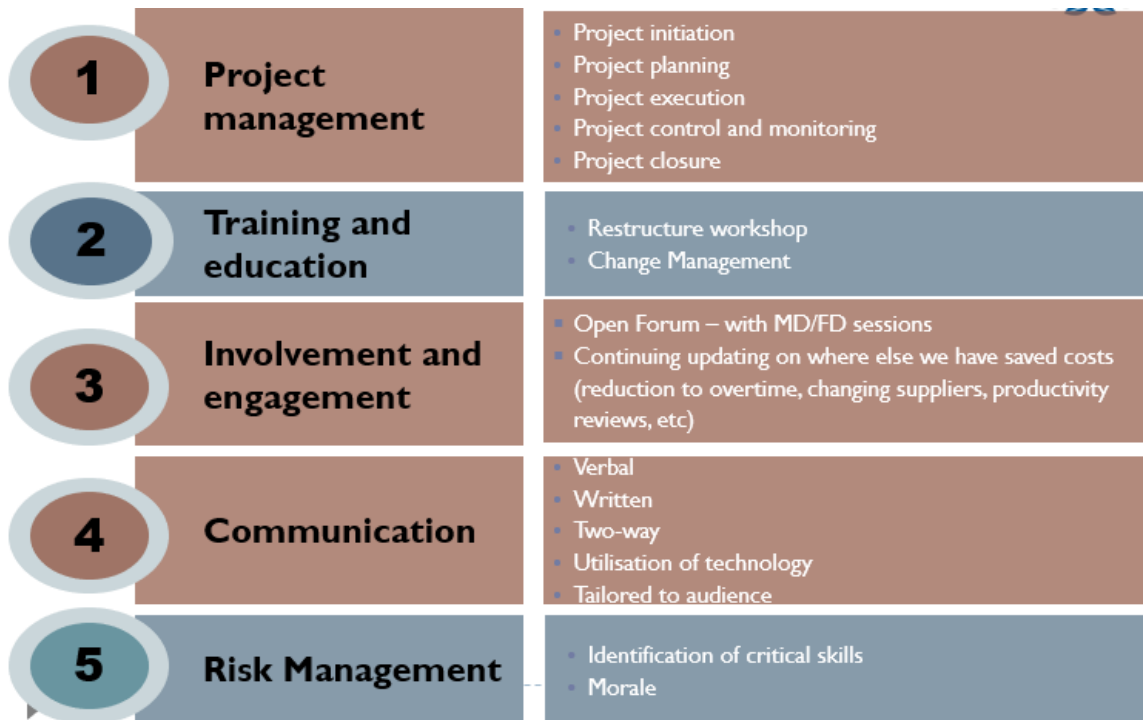 1
Project
management
Project initiation
Project planning
Project execution
Project control and monitoring
Project closure
2
Training and
education
Restructure workshop
Change Management
3
Involvement and
engagement
Open Forum – with MD/FD sessions
Continuing updating on where else we have saved costs
(reduction to overtime, changing suppliers, productivity
reviews, etc)
4
Communication
Verbal
Written
Two-way
Utilisation of technology
Tailored to audience
5
Risk Management
Identification of critical skills
Morale